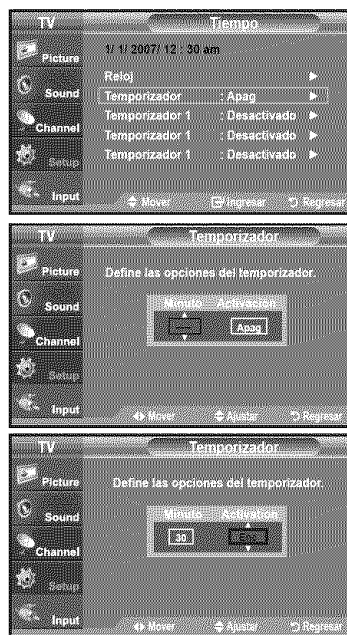 TV
Tiempo
Picture
Sound
Channel
Setup
Input
1/ 1/ 2007/ 12 : 30 am
Reloj
Temporizador : Apag
Temporizador 1 : Desactivado
Temporizador 1 : Desactivado
Temporizador 1 : Desactivado
Mover Ingresar Regresar
TV
Temporizador
Picture
Sound
Channel
Setup
Input
Define las opciones del temporizador.
Minuto Activación
Apag
Mover Ajustar Regresar
TV
Temporizador
Picture
Sound
Channel
Setup
Input
Define las opciones del temporizador.
Minuto Activation
30
Mover Ajustar Regresar